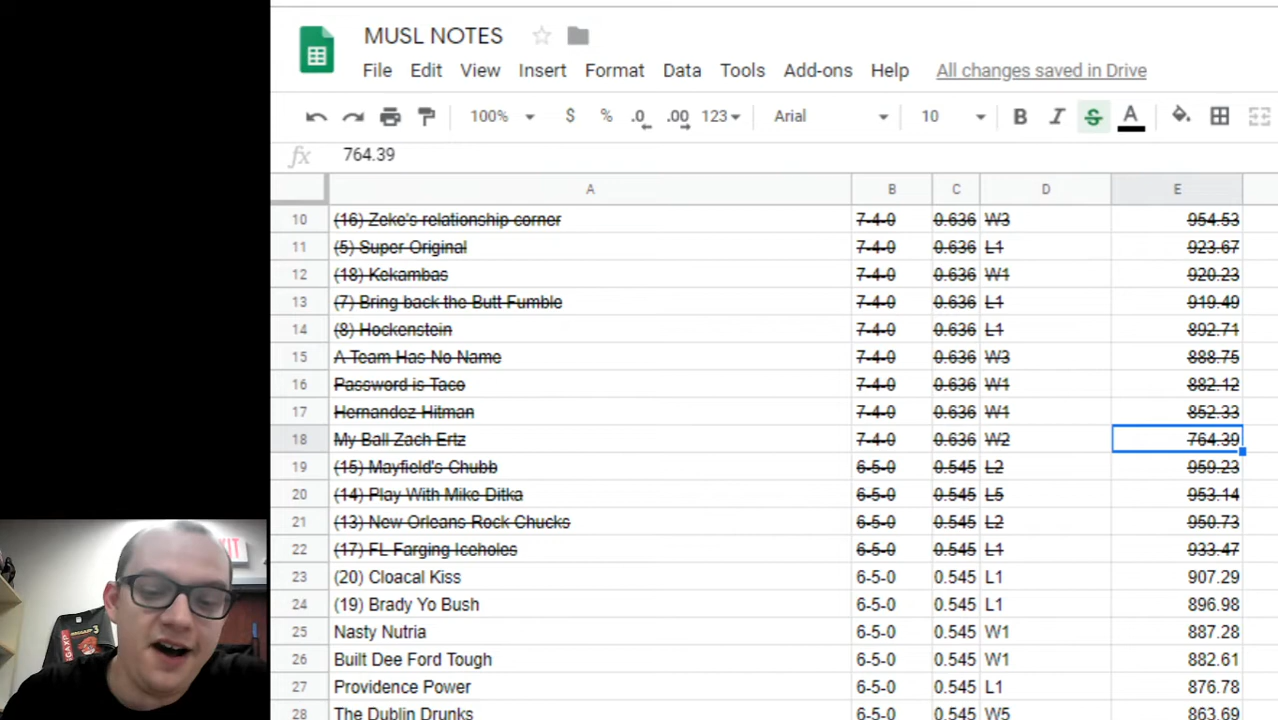 MUSL NOTES
File Edit View Insert Format Data Tools Add-ons Help All changes saved in Drive
100% $ % .0 .00 123 Arial 10 B I S A
fx 764.39
A B C D E
10 (16) Zeke's relationship corner 7-4-0 0.636 W3 954.53
11 (5) Super Original 7-4-0 0.636 L1 923.67
12 (18) Kekambas 7-4-0 0.636 W1 920.23
13 (7) Bring back the Butt Fumble 7-4-0 0.636 L1 919.49
14 (8) Hockenstein 7-4-0 0.636 L1 892.71
15 A Team Has No Name 7-4-0 0.636 W3 888.75
16 Password is Taco 7-4-0 0.636 W1 882.12
17 Hernandez Hitman 7-4-0 0.636 W1 852.33
18 My Ball Zach Ertz 7-4-0 0.636 W2 764.39
19 (15) Mayfield's Chubb 6-5-0 0.545 L2 959.23
20 (14) Play With Mike Ditka 6-5-0 0.545 L5 953.14
21 (13) New Orleans Rock Chucks 6-5-0 0.545 L2 950.73
22 (17) FL Farging Iceholes 6-5-0 0.545 L1 933.47
23 (20) Cloacal Kiss 6-5-0 0.545 L1 907.29
24 (19) Brady Yo Bush 6-5-0 0.545 L1 896.98
25 Nasty Nutria 6-5-0 0.545 W1 887.28
26 Built Dee Ford Tough 6-5-0 0.545 W1 882.61
27 Providence Power 6-5-0 0.545 L1 876.78
28 The Dublin Drunks 6-5-0 0.545 W5 863.69